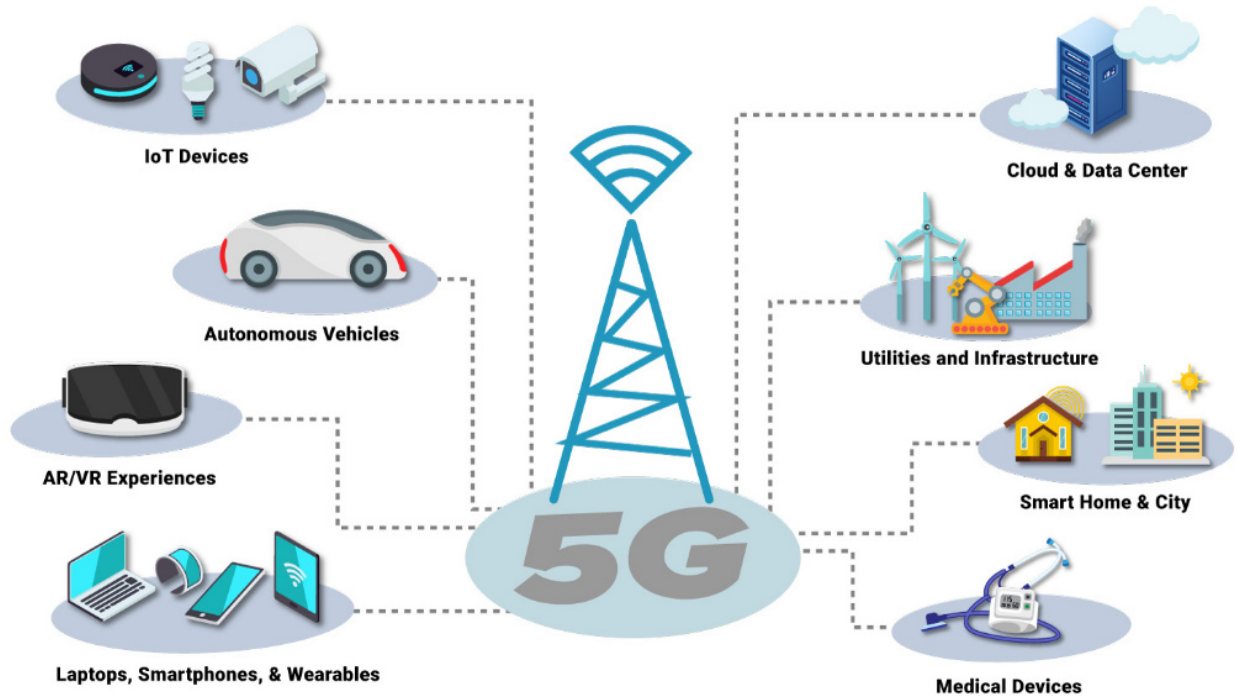 IoT Devices
Cloud & Data Center
Autonomous Vehicles
Utilities and Infrastructure
AR/VR Experiences
Smart Home & City
5G
Laptops, Smartphones, & Wearables
Medical Devices